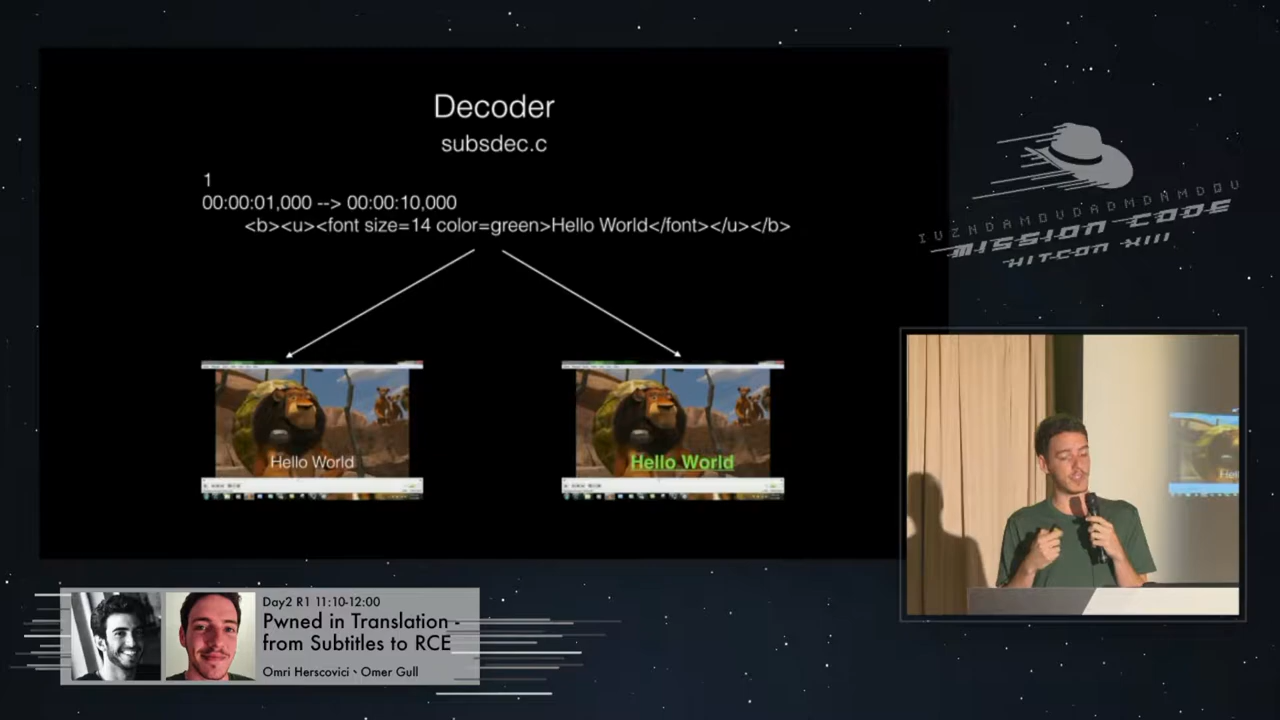 Decoder
subsdec.c
1
00:00:01,000 --> 00:00:10,000
<b><u><font size=14 color=green>Hello World</font></u></b>
Hello World
Hello World
MISSION CODE
HITCON XIII
Day2 R1 11:10-12:00
Pwned in Translation -
from Subtitles to RCE
Omri Herscovici、Omer Gull